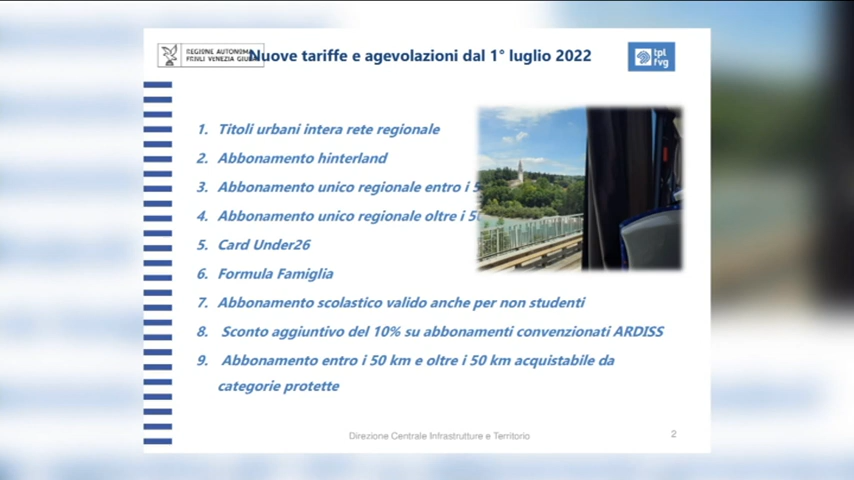 REGIONE AUTONOMA
FRIULI VENEZIA GIULIA
Nuove tariffe e agevolazioni dal 1° luglio 2022
tpl
fvg
1. Titoli urbani intera rete regionale
2. Abbonamento hinterland
3. Abbonamento unico regionale entro i
4. Abbonamento unico regionale oltre i
5. Card Under26
6. Formula Famiglia
7. Abbonamento scolastico valido anche per non studenti
8. Sconto aggiuntivo del 10% su abbonamenti convenzionati ARDISS
9. Abbonamento entro i 50 km e oltre i 50 km acquistabile da
categorie protette
Direzione Centrale Infrastrutture e Territorio
2